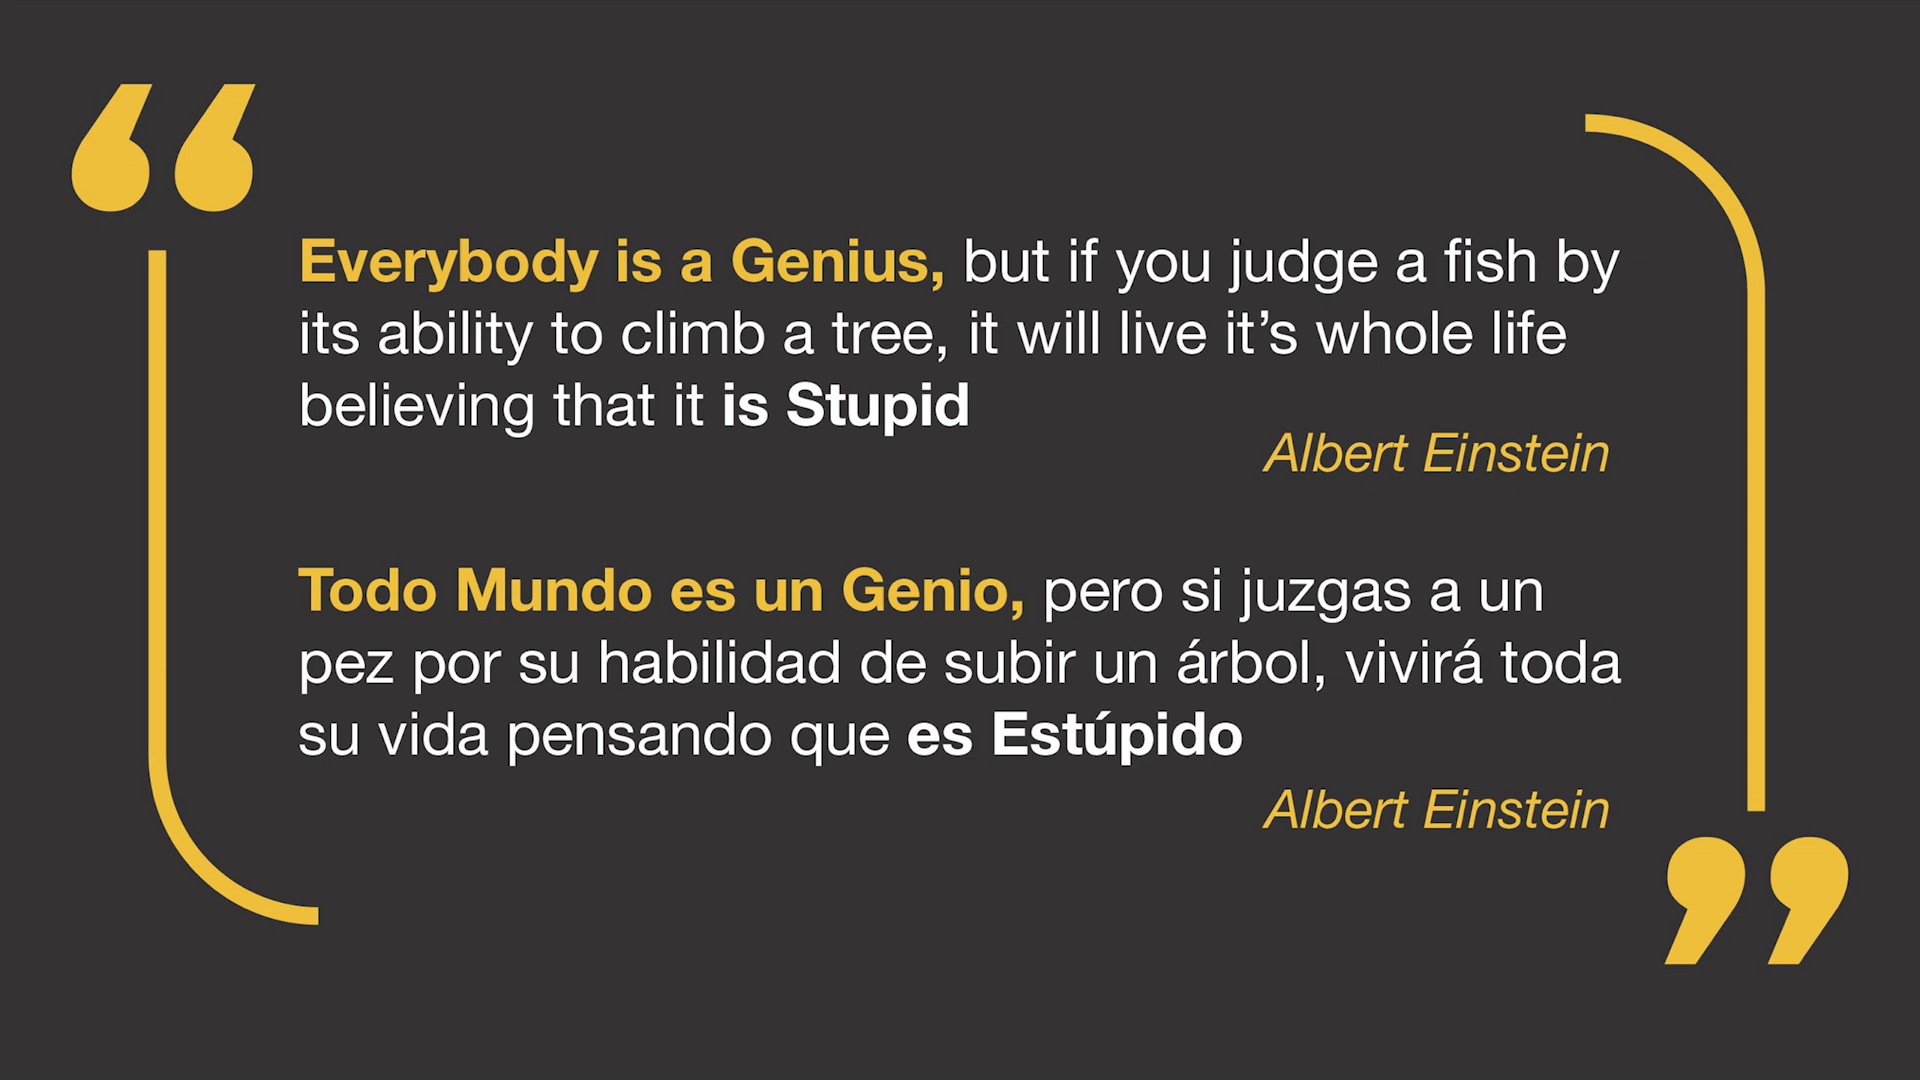 Everybody is a Genius, but if you judge a fish by
its ability to climb a tree, it will live it’s whole life
believing that it is Stupid
Albert Einstein
Todo Mundo es un Genio, pero si juzgas a un
pez por su habilidad de subir un árbol, vivirá toda
su vida pensando que es Estúpido
Albert Einstein